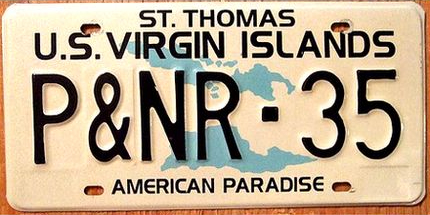 ST. THOMAS
U.S. VIRGIN ISLANDS
P&NR·35
AMERICAN PARADISE